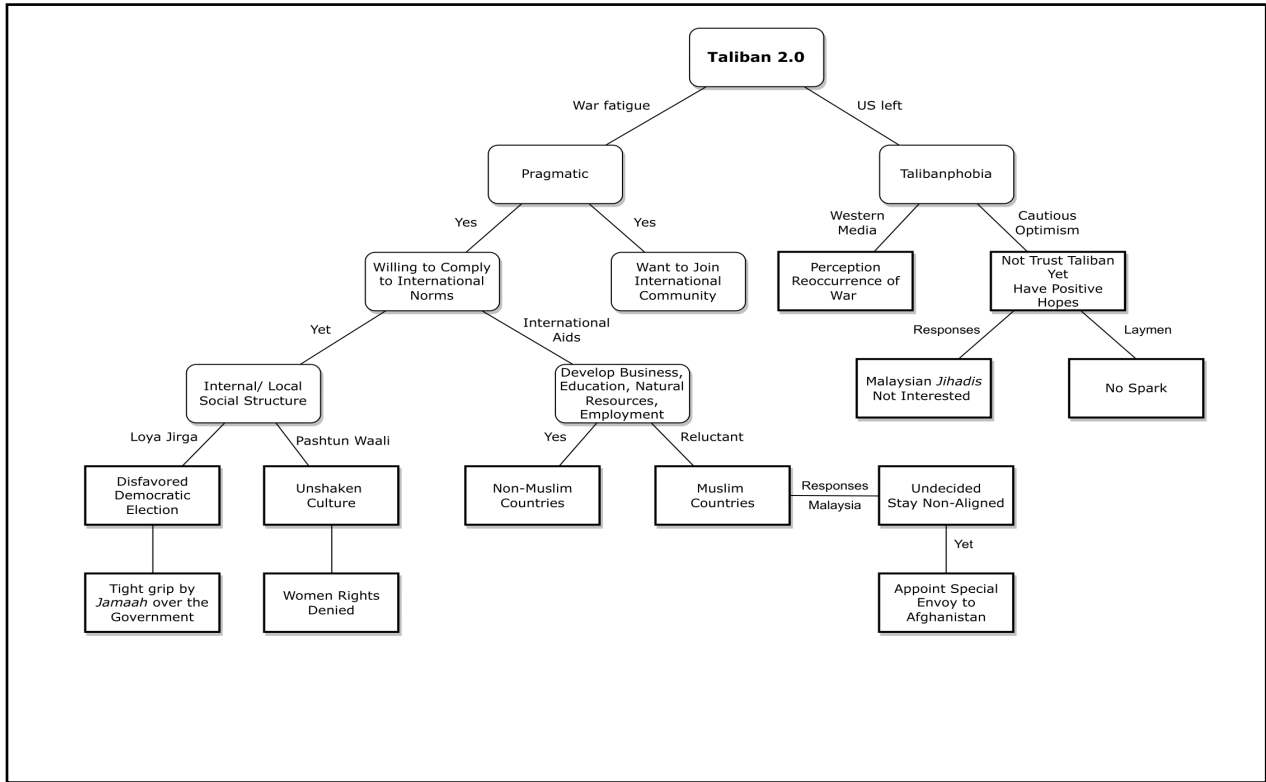 Taliban 2.0
War fatigue
US left
Pragmatic
Talibanphobia
Yes
Yes
Western
Media
Cautious
Optimism
Willing to Comply
to International
Norms
Want to Join
International
Community
Perception
Reoccurrence of
War
Not Trust Taliban
Yet
Have Positive
Hopes
Yet
International
Aids
Responses
Laymen
Internal/ Local
Social Structure
Develop Business,
Education, Natural
Resources,
Employment
Malaysian Jihadis
Not Interested
No Spark
Loya Jirga
Pashtun Waali
Yes
Reluctant
Disfavored
Democratic
Election
Unshaken
Culture
Non-Muslim
Countries
Muslim
Countries
Responses
Malaysia
Undecided
Stay Non-Aligned
Yet
Tight grip by
Jamaah over the
Government
Women Rights
Denied
Appoint Special
Envoy to
Afghanistan